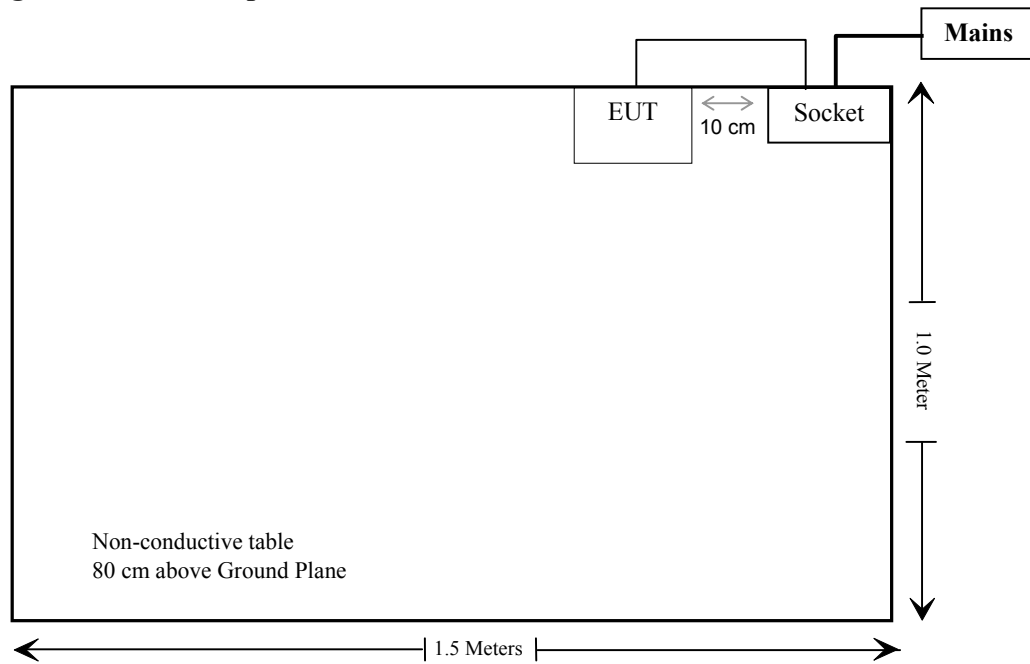 Mains
EUT
10 cm
Socket
1.0 Meter
Non-conductive table
80 cm above Ground Plane
1.5 Meters